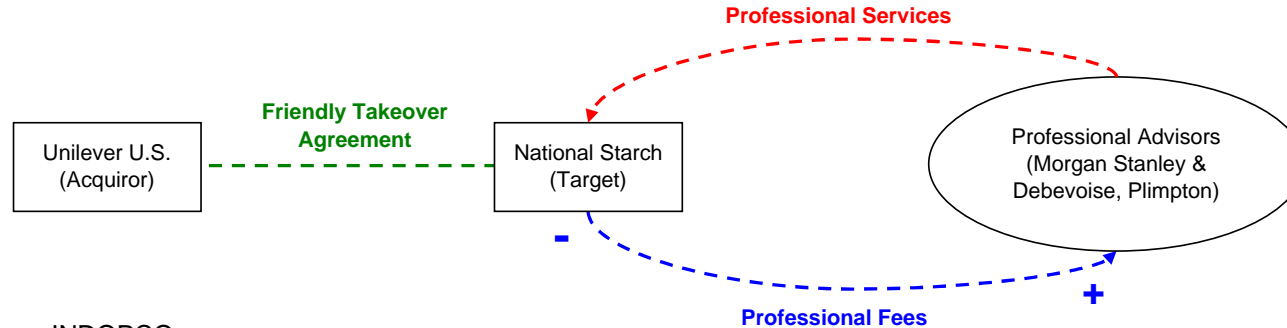 Professional Services
Friendly Takeover
Agreement
Unilever U.S.
(Acquiror)
National Starch
(Target)
Professional Advisors
(Morgan Stanley &
Debevoise, Plimpton)
-
+
Professional Fees